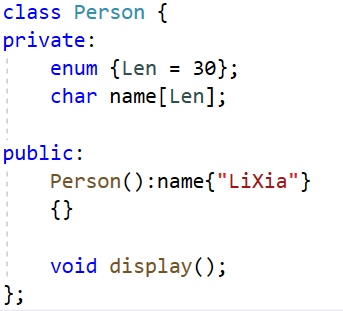 class Person {
private:
    enum {Len = 30};
    char name[Len];

public:
    Person():name{"LiXia"}
    {}

    void display();
};